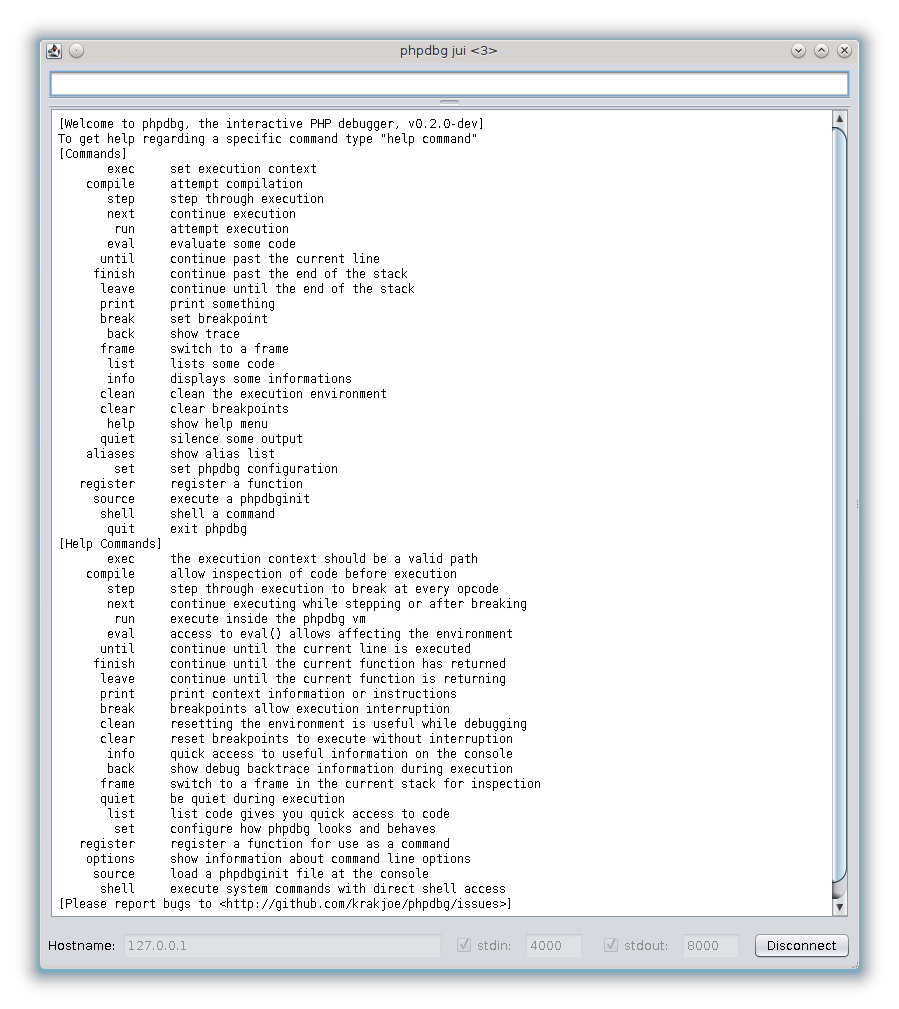 phpdbg jui <3>
[Welcome to phpdbg, the interactive PHP debugger, v0.2.0-dev]
To get help regarding a specific command type "help command"
[Commands]
exec set execution context
compile attempt compilation
step step through execution
next continue execution
run attempt execution
eval evaluate some code
until continue past the current line
finish continue past the end of the stack
leave continue until the end of the stack
print print something
break set breakpoint
back show trace
frame switch to a frame
list lists some code
info displays some informations
clean clean the execution environment
clear clear breakpoints
help show help menu
quiet silence some output
aliases show alias list
set set phpdbg configuration
register register a function
source execute a phpdbginit
shell shell a command
quit exit phpdbg
[Help Commands]
exec the execution context should be a valid path
compile allow inspection of code before execution
step step through execution to break at every opcode
next continue executing while stepping or after breaking
run execute inside the phpdbg vm
eval access to eval() allows affecting the environment
until continue until the current line is executed
finish continue until the current function has returned
leave continue until the current function is returning
print print context information or instructions
break breakpoints allow execution interruption
clean resetting the environment is useful while debugging
clear reset breakpoints to execute without interruption
info quick access to useful information on the console
back show debug backtrace information during execution
frame switch to a frame in the current stack for inspection
quiet be quiet during execution
list list code gives you quick access to code
set configure how phpdbg looks and behaves
register register a function for use as a command
options show information about command line options
source load a phpdbginit file at the console
shell execute system commands with direct shell access
[Please report bugs to <http://github.com/krakjoe/phpdbg/issues>]
Hostname: 127.0.0.1 stdin: 4000 stdout: 8000 Disconnect